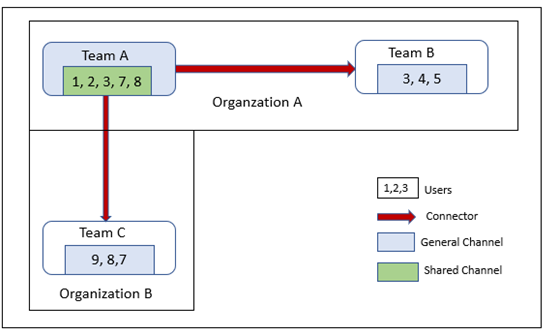 Team A
1, 2, 3, 7, 8
Team B
3, 4, 5
Organzation A
Team C
9, 8,7
Organization B
1,2,3 Users
Connector
General Channel
Shared Channel